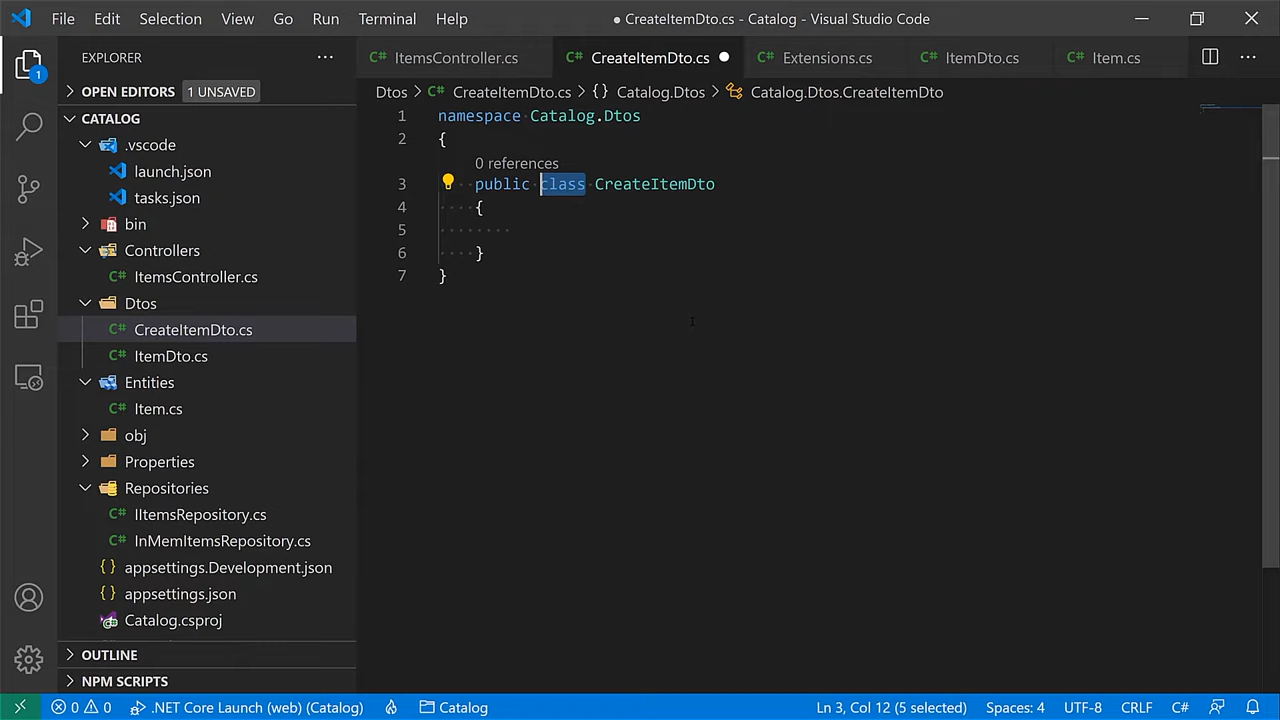 File Edit Selection View Go Run Terminal Help
● CreateItemDto.cs - Catalog - Visual Studio Code
EXPLORER
OPEN EDITORS 1 UNSAVED
CATALOG
.vscode
launch.json
tasks.json
bin
Controllers
C# ItemsController.cs
Dtos
C# CreateItemDto.cs
C# ItemDto.cs
Entities
C# Item.cs
obj
Properties
Repositories
C# IItemsRepository.cs
C# InMemItemsRepository.cs
{} appsettings.Development.json
{} appsettings.json
Catalog.csproj
OUTLINE
NPM SCRIPTS
C# ItemsController.cs C# CreateItemDto.cs C# Extensions.cs C# ItemDto.cs C# Item.cs
Dtos > C# CreateItemDto.cs > {} Catalog.Dtos > Catalog.Dtos.CreateItemDto
1 namespace Catalog.Dtos
2 {
0 references
3 public class CreateItemDto
4 {
5
6 }
7 }
1
0 0 .NET Core Launch (web) (Catalog) Catalog Ln 3, Col 12 (5 selected) Spaces: 4 UTF-8 CRLF C#